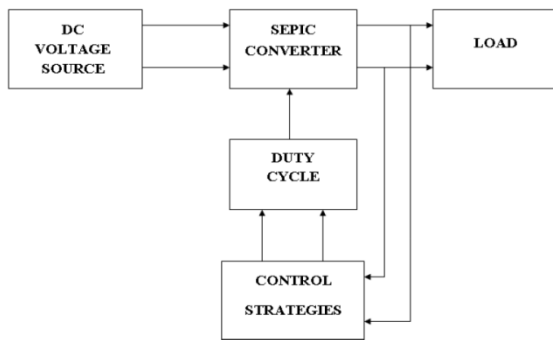 DC
VOLTAGE
SOURCE
SEPIC
CONVERTER
LOAD
DUTY
CYCLE
CONTROL
STRATEGIES